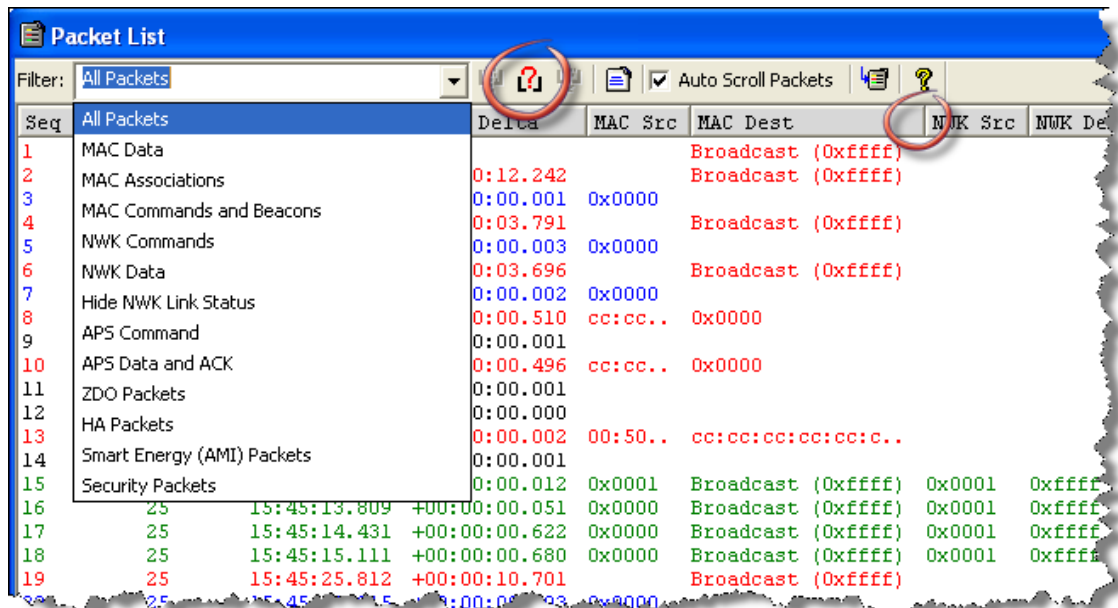 Packet List
Filter: All Packets Auto Scroll Packets
Seq Delta MAC Src MAC Dest NWK Src NWK De
All Packets
MAC Data
MAC Associations
MAC Commands and Beacons
NWK Commands
NWK Data
Hide NWK Link Status
APS Command
APS Data and ACK
ZDO Packets
HA Packets
Smart Energy (AMI) Packets
Security Packets
1 Broadcast (0xffff)
2 0:12.242 Broadcast (0xffff)
3 0:00.001 0x0000
4 0:03.791 Broadcast (0xffff)
5 0:00.003 0x0000
6 0:03.696 Broadcast (0xffff)
7 0:00.002 0x0000
8 0:00.510 cc:cc.. 0x0000
9 0:00.001
10 0:00.496 cc:cc.. 0x0000
11 0:00.001
12 0:00.000
13 0:00.002 00:50.. cc:cc:cc:cc:cc:c..
14 0:00.001
15 0:00.012 0x0001 Broadcast (0xffff) 0x0001 0xffff
16 25 15:45:13.809 +00:00:00.051 0x0000 Broadcast (0xffff) 0x0001 0xffff
17 25 15:45:14.431 +00:00:00.622 0x0000 Broadcast (0xffff) 0x0001 0xffff
18 25 15:45:15.111 +00:00:00.680 0x0000 Broadcast (0xffff) 0x0001 0xffff
19 25 15:45:25.812 +00:00:10.701 Broadcast (0xffff)